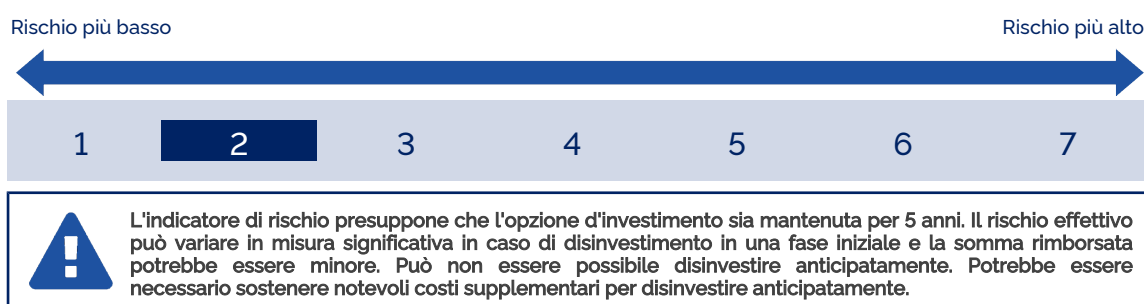 Rischio più basso Rischio più alto
1 2 3 4 5 6 7
L'indicatore di rischio presuppone che l'opzione d'investimento sia mantenuta per 5 anni. Il rischio effettivo
può variare in misura significativa in caso di disinvestimento in una fase iniziale e la somma rimborsata
potrebbe essere minore. Può non essere possibile disinvestire anticipatamente. Potrebbe essere
necessario sostenere notevoli costi supplementari per disinvestire anticipatamente.